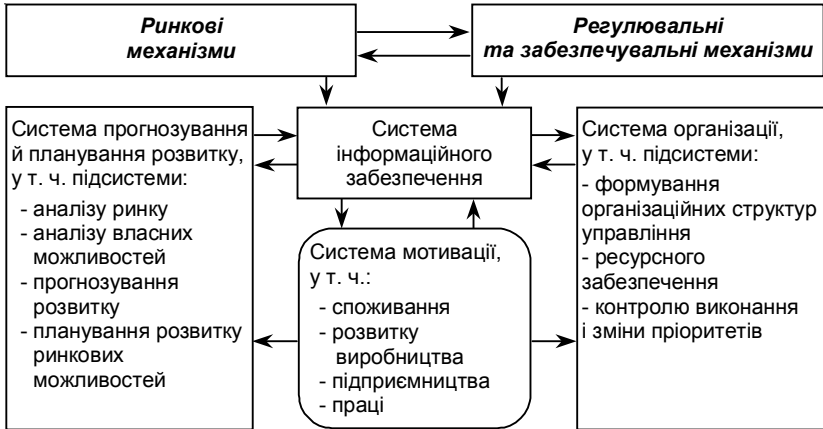 Ринкові
механізми
Регулювальні
та забезпечувальні механізми
Система прогнозування
й планування розвитку,
у т. ч. підсистеми:
- аналізу ринку
- аналізу власних
можливостей
- прогнозування
розвитку
- планування розвитку
ринкових
можливостей
Система
інформаційного
забезпечення
Система мотивації,
у т. ч.:
- споживання
- розвитку
виробництва
- підприємництва
- праці
Система організації,
у т. ч. підсистеми:
- формування
організаційних структур
управління
- ресурсного
забезпечення
- контролю виконання
і зміни пріоритетів